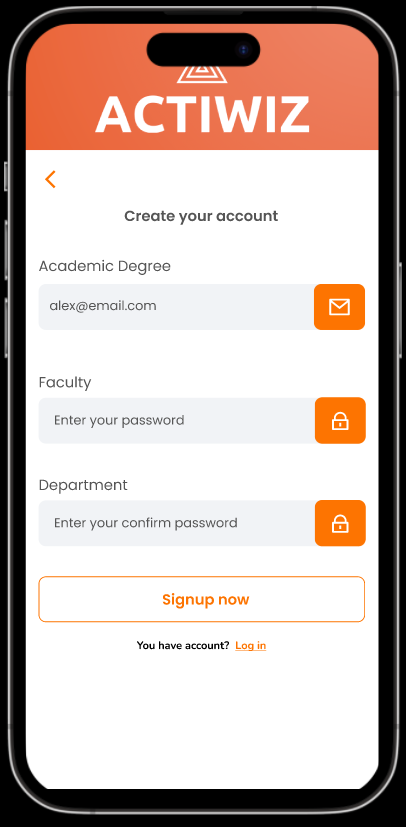 ACTIWIZ
Create your account
Academic Degree
alex@email.com
Faculty
Enter your password
Department
Enter your confirm password
Signup now
You have account? Log in